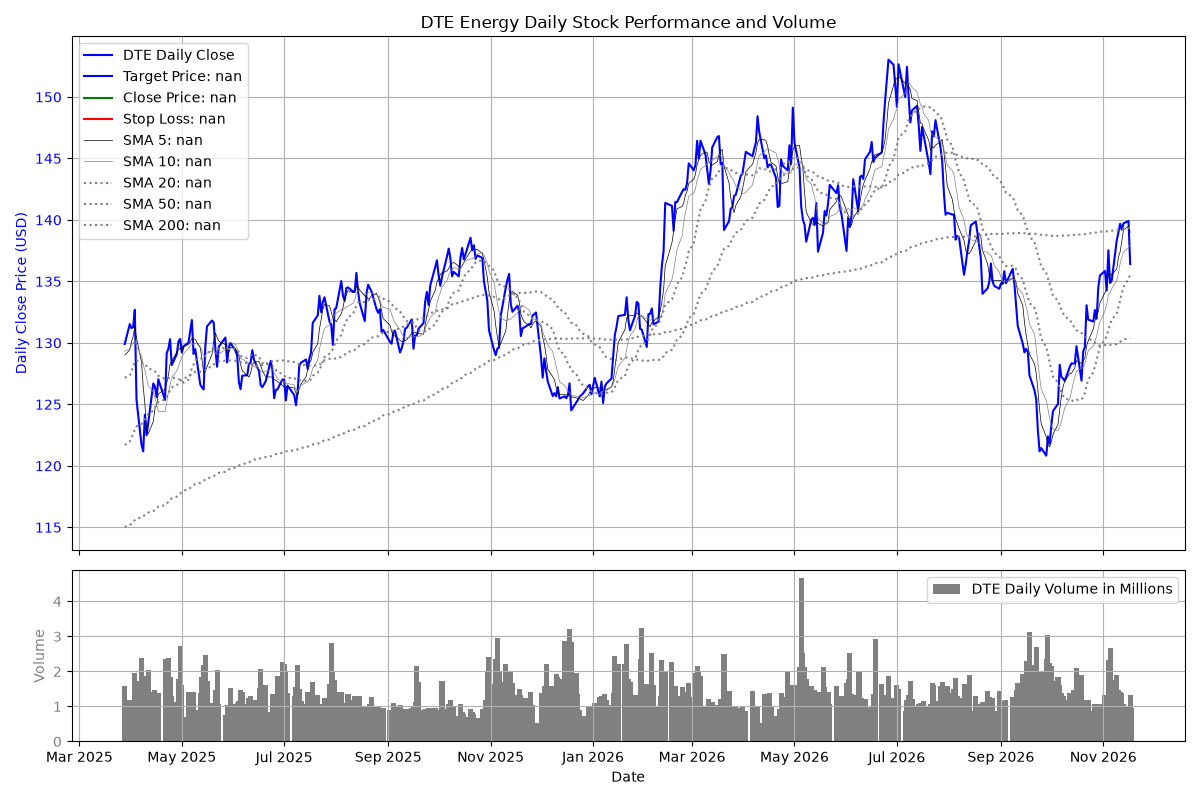 DTE Energy Daily Stock Performance and Volume
DTE Daily Close
Target Price: nan
Close Price: nan
Stop Loss: nan
SMA 5: nan
SMA 10: nan
SMA 20: nan
SMA 50: nan
SMA 200: nan
Daily Close Price (USD)
150
145
140
135
130
125
120
115
DTE Daily Volume in Millions
Volume
4
3
2
1
0
Mar 2025 May 2025 Jul 2025 Sep 2025 Nov 2025 Jan 2026 Mar 2026 May 2026 Jul 2026 Sep 2026 Nov 2026
Date